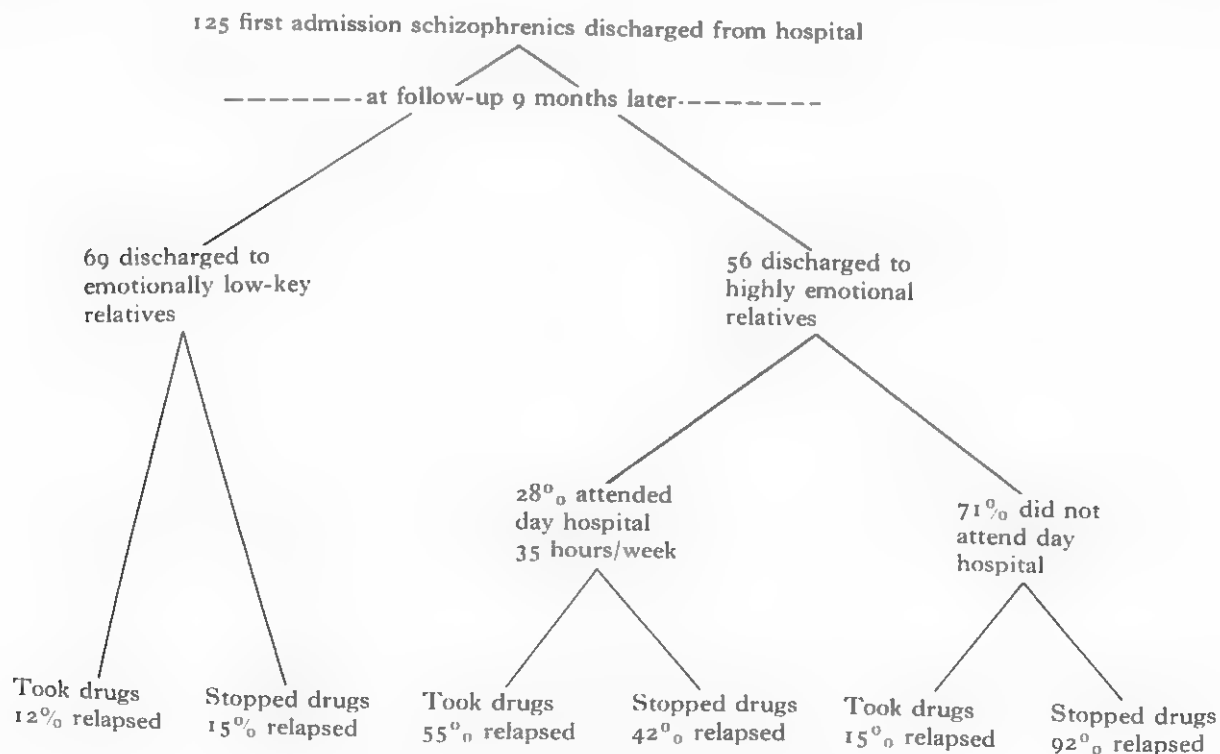 125 first admission schizophrenics discharged from hospital
at follow-up 9 months later
69 discharged to
emotionally low-key
relatives
56 discharged to
highly emotional
relatives
28% attended
day hospital
35 hours/week
71% did not
attend day
hospital
Took drugs
12% relapsed
Stopped drugs
15% relapsed
Took drugs
55% relapsed
Stopped drugs
42% relapsed
Took drugs
15% relapsed
Stopped drugs
92% relapsed